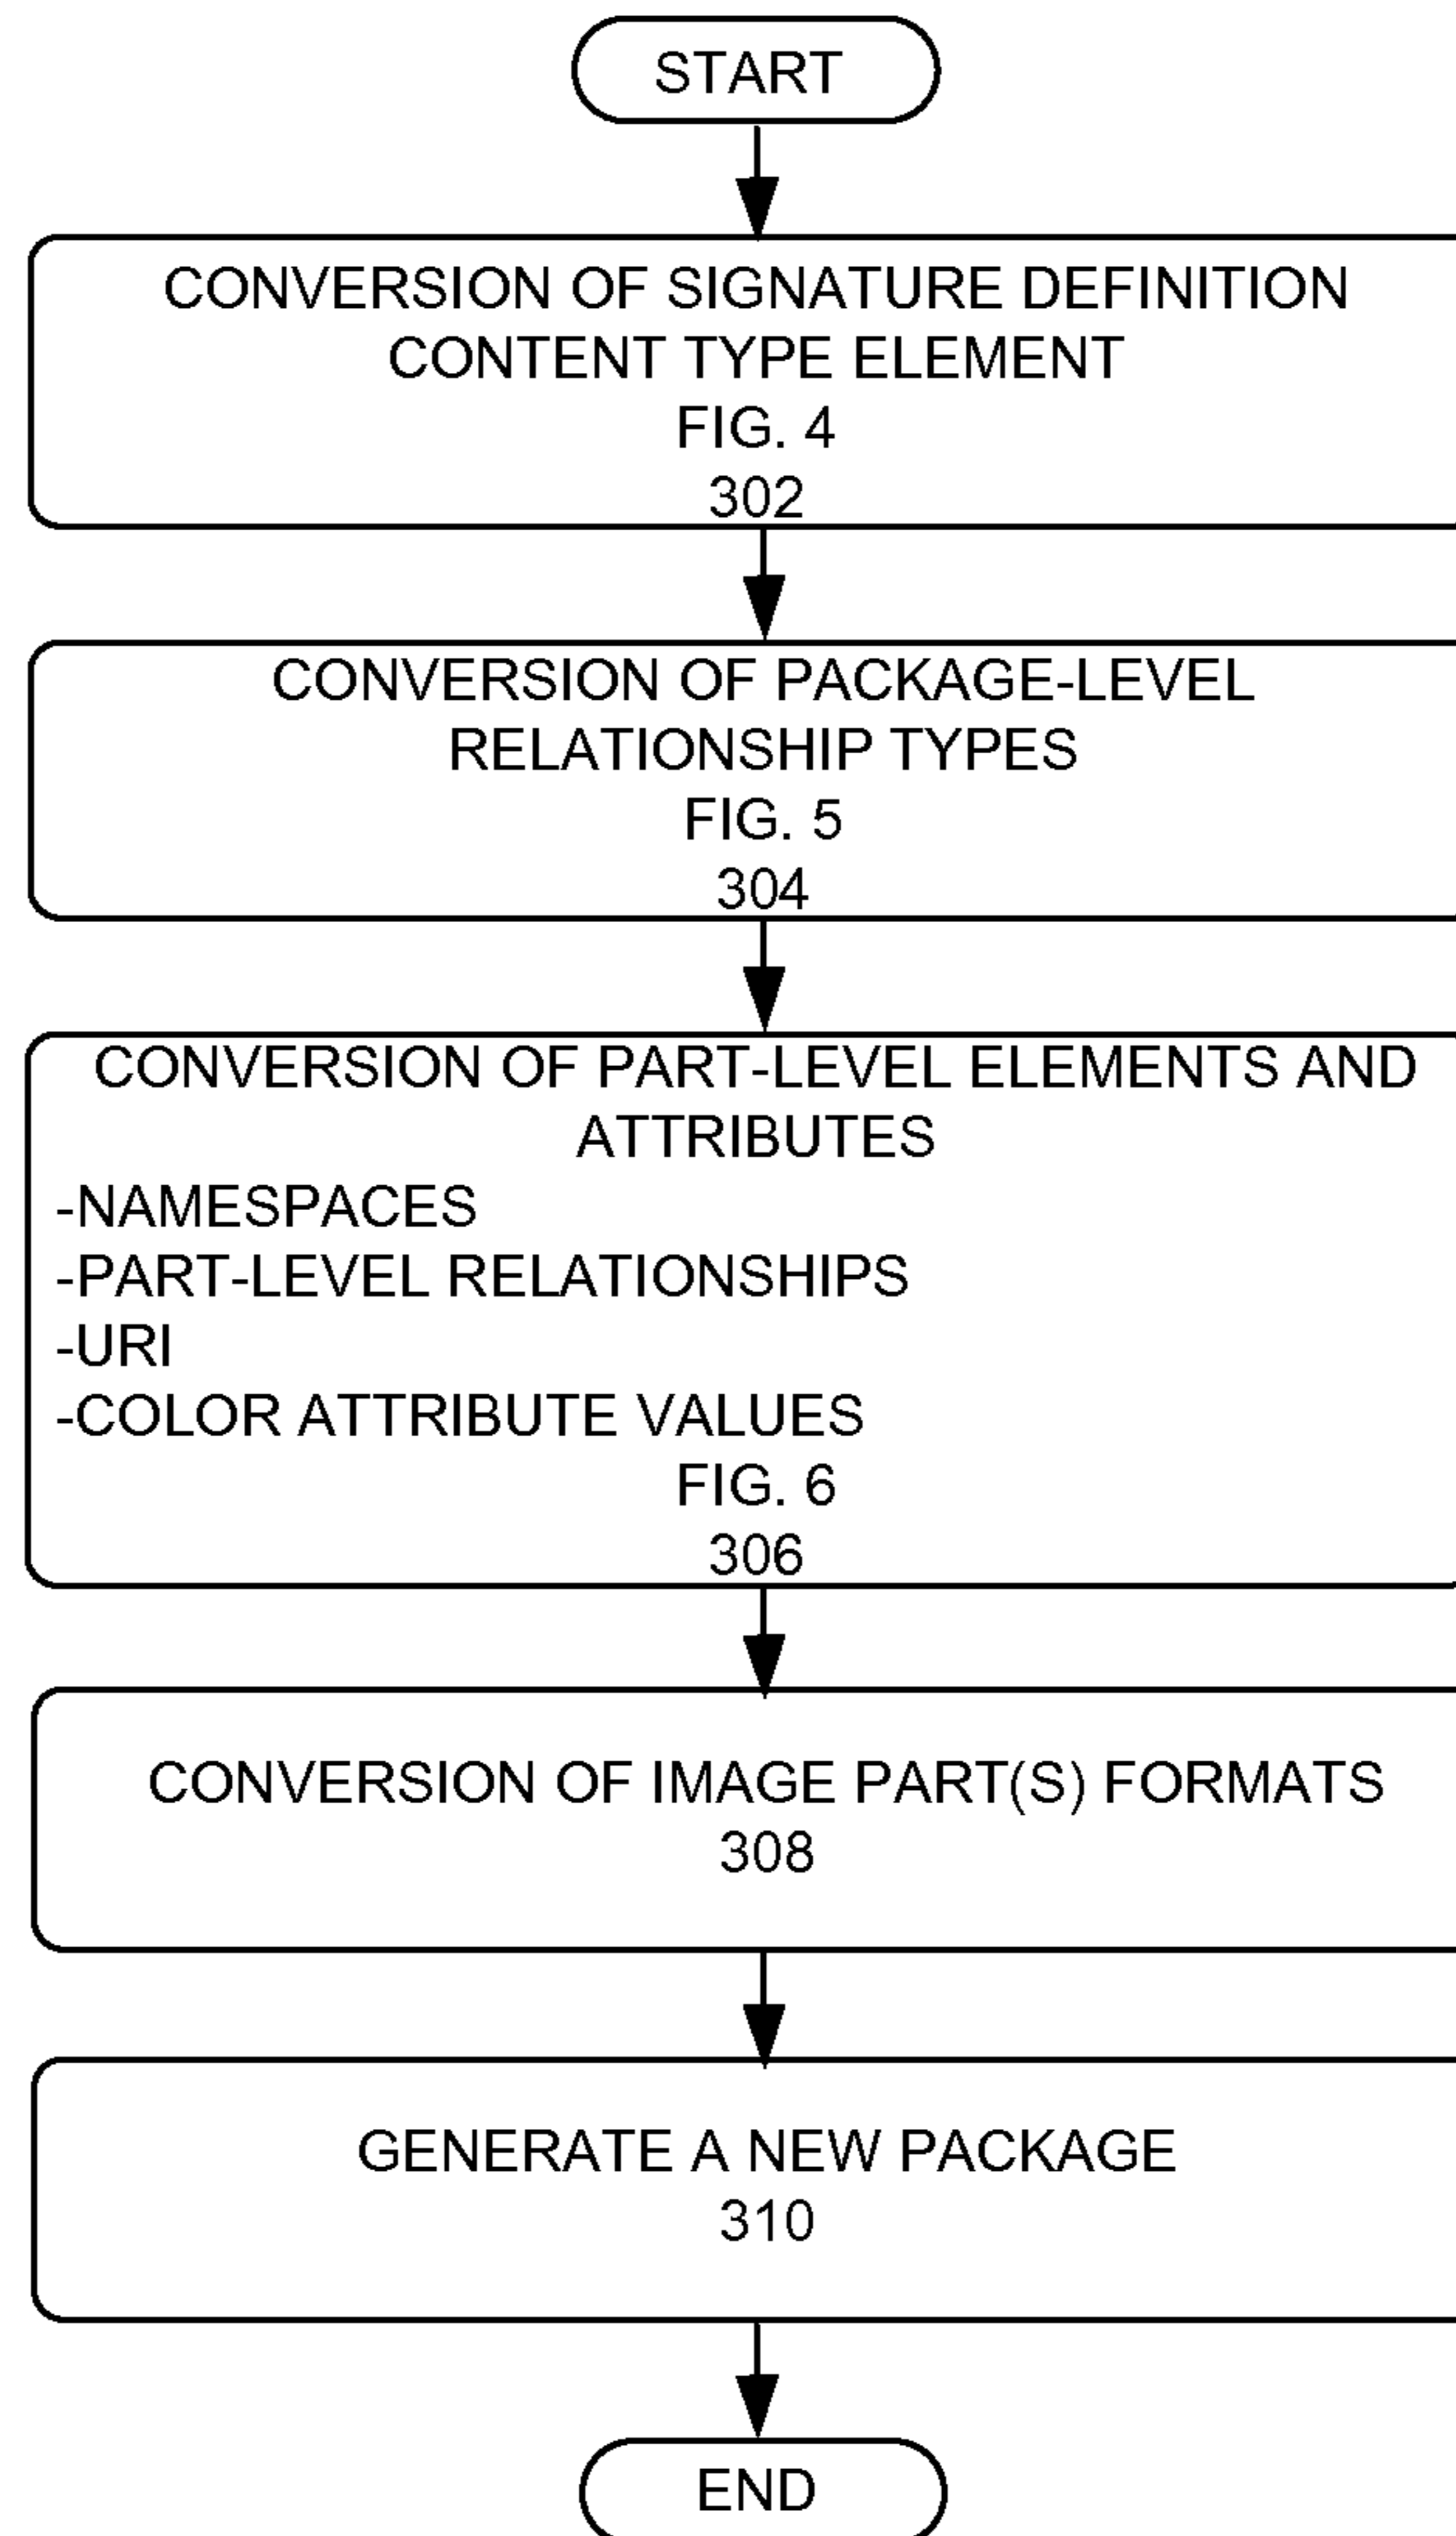 START
CONVERSION OF SIGNATURE DEFINITION
CONTENT TYPE ELEMENT
FIG. 4
302
CONVERSION OF PACKAGE-LEVEL
RELATIONSHIP TYPES
FIG. 5
304
CONVERSION OF PART-LEVEL ELEMENTS AND
ATTRIBUTES
-NAMESPACES
-PART-LEVEL RELATIONSHIPS
-URI
-COLOR ATTRIBUTE VALUES
FIG. 6
306
CONVERSION OF IMAGE PART(S) FORMATS
308
GENERATE A NEW PACKAGE
310
END